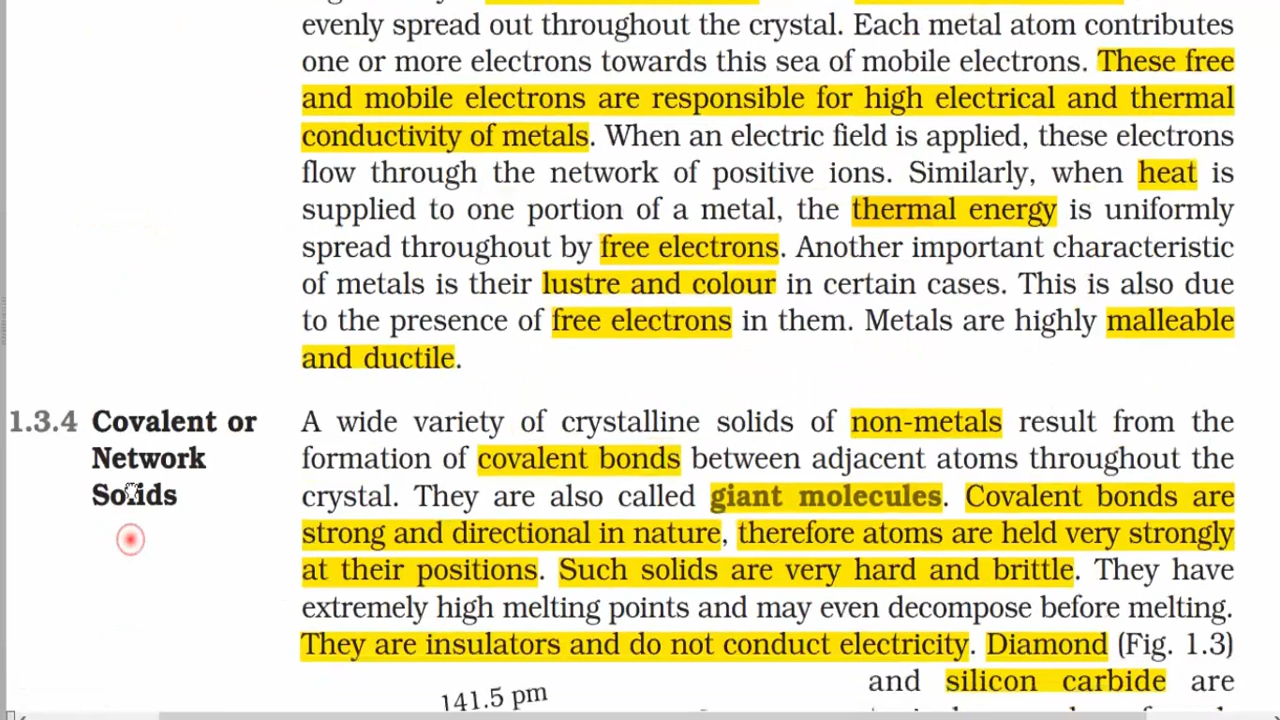 evenly spread out throughout the crystal. Each metal atom contributes
one or more electrons towards this sea of mobile electrons. These free
and mobile electrons are responsible for high electrical and thermal
conductivity of metals. When an electric field is applied, these electrons
flow through the network of positive ions. Similarly, when heat is
supplied to one portion of a metal, the thermal energy is uniformly
spread throughout by free electrons. Another important characteristic
of metals is their lustre and colour in certain cases. This is also due
to the presence of free electrons in them. Metals are highly malleable
and ductile.
1.3.4 Covalent or
Network
Solids
A wide variety of crystalline solids of non-metals result from the
formation of covalent bonds between adjacent atoms throughout the
crystal. They are also called giant molecules. Covalent bonds are
strong and directional in nature, therefore atoms are held very strongly
at their positions. Such solids are very hard and brittle. They have
extremely high melting points and may even decompose before melting.
They are insulators and do not conduct electricity. Diamond (Fig. 1.3)
and silicon carbide are
141.5 pm